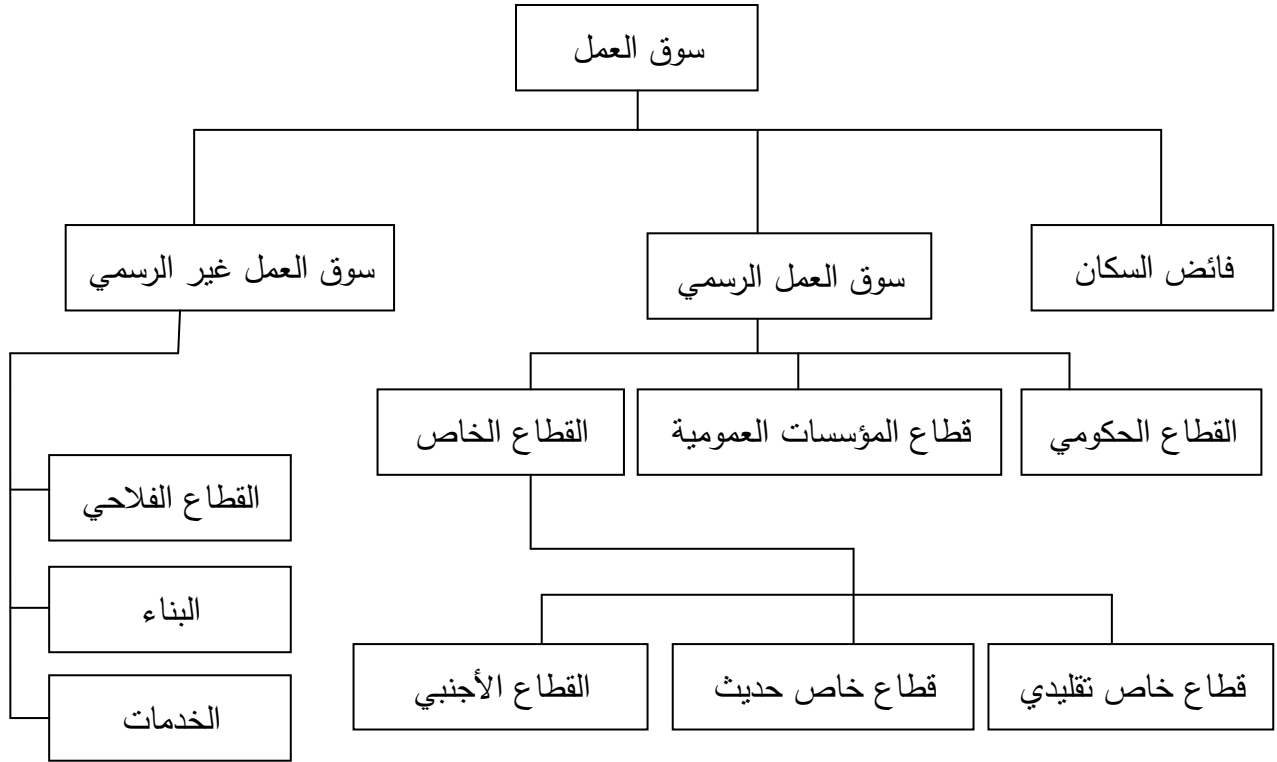 سوق العمل
فائض السكان
سوق العمل الرسمي
سوق العمل غير الرسمي
القطاع الحكومي
قطاع المؤسسات العمومية
القطاع الخاص
قطاع خاص تقليدي
قطاع خاص حديث
القطاع الأجنبي
القطاع الفلاحي
البناء
الخدمات